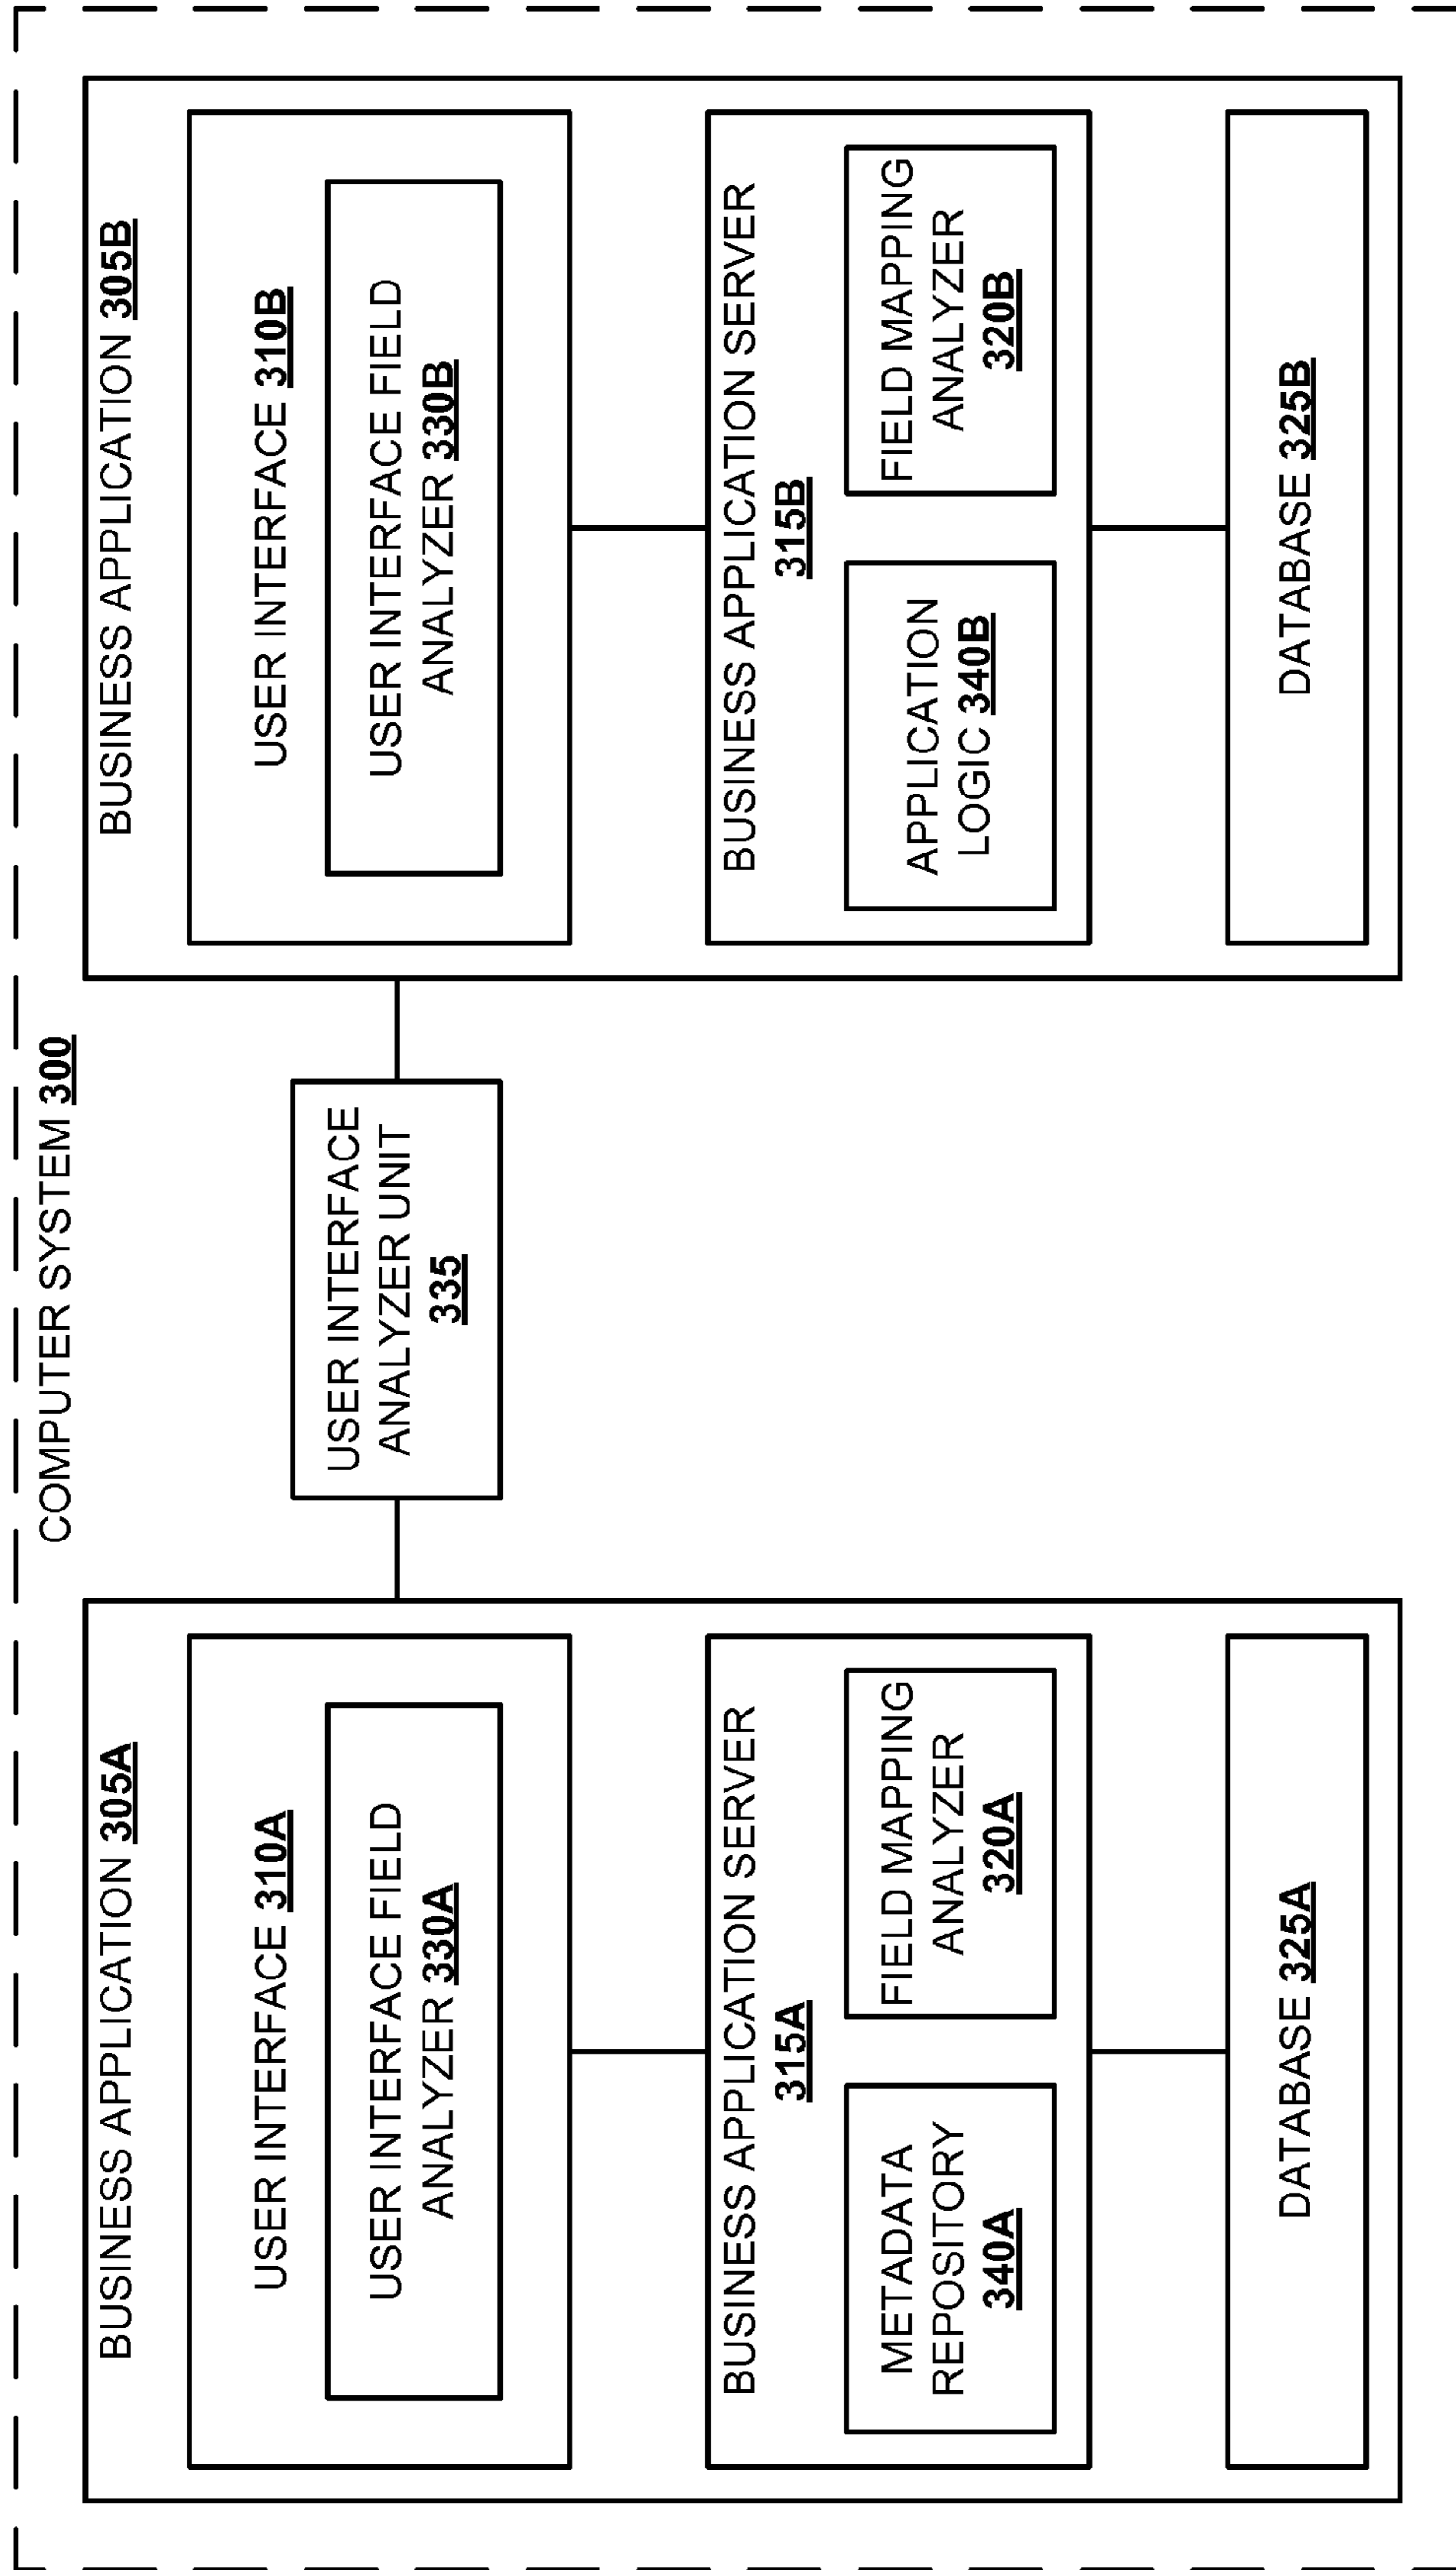 COMPUTER SYSTEM 300
BUSINESS APPLICATION 305A
USER INTERFACE 310A
USER INTERFACE FIELD
ANALYZER 330A
BUSINESS APPLICATION SERVER
315A
METADATA
REPOSITORY
340A
FIELD MAPPING
ANALYZER
320A
DATABASE 325A
USER INTERFACE
ANALYZER UNIT
335
BUSINESS APPLICATION 305B
USER INTERFACE 310B
USER INTERFACE FIELD
ANALYZER 330B
BUSINESS APPLICATION SERVER
315B
APPLICATION
LOGIC 340B
FIELD MAPPING
ANALYZER
320B
DATABASE 325B